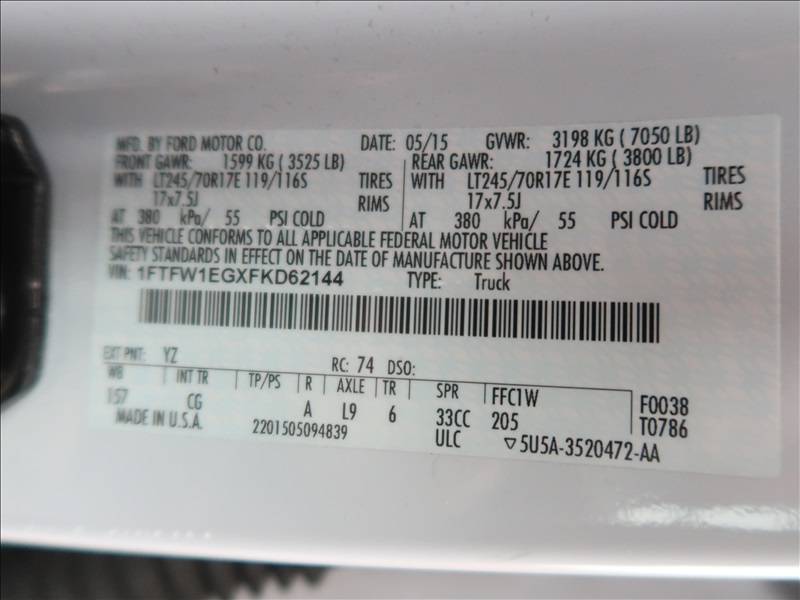 MFD. BY FORD MOTOR CO. DATE: 05/15 GVWR: 3198 KG ( 7050 LB)
FRONT GAWR: 1599 KG ( 3525 LB) REAR GAWR: 1724 KG ( 3800 LB)
WITH LT245/70R17E 119/116S TIRES WITH LT245/70R17E 119/116S TIRES
17x7.5J RIMS 17x7.5J RIMS
AT 380 kPa/ 55 PSI COLD AT 380 kPa/ 55 PSI COLD
THIS VEHICLE CONFORMS TO ALL APPLICABLE FEDERAL MOTOR VEHICLE
SAFETY STANDARDS IN EFFECT ON THE DATE OF MANUFACTURE SHOWN ABOVE.
VIN: 1FTFW1EGXFKD62144 TYPE: Truck
EXT PNT: YZ RC: 74 DSO:
WB INT TR TP/PS R AXLE TR SPR FFC1W F0038
157 CG A L9 6 33CC 205 T0786
MADE IN U.S.A. 2201505094839 ULC ▽5U5A-3520472-AA